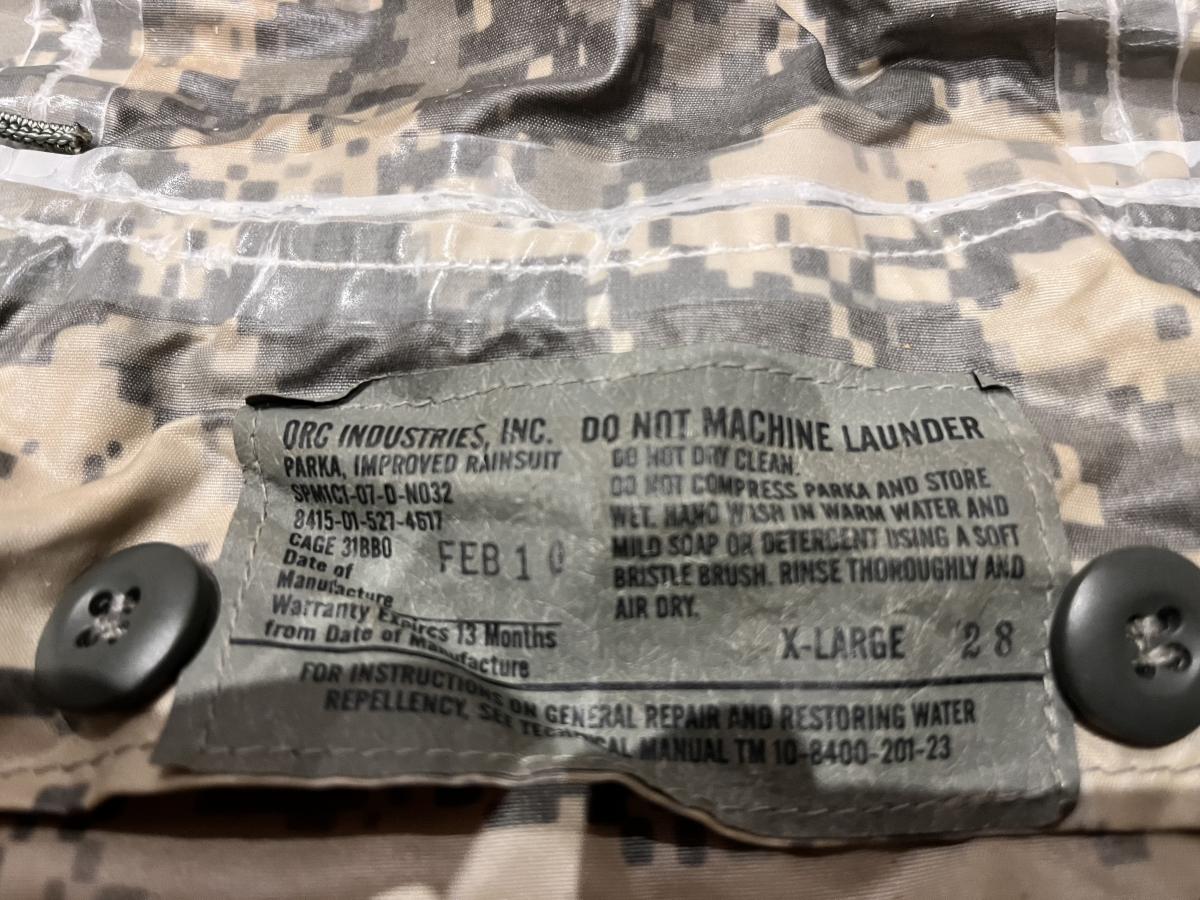 ORC INDUSTRIES, INC.
PARKA, IMPROVED RAINSUIT
SPM1C1-07-D-N032
8415-01-527-4617
CAGE 31BB0
Date of
Manufacture
FEB 10
Warranty Expires 13 Months
from Date of Manufacture
DO NOT MACHINE LAUNDER
DO NOT DRY CLEAN.
DO NOT COMPRESS PARKA AND STORE
WET. HAND WASH IN WARM WATER AND
MILD SOAP OR DETERGENT USING A SOFT
BRISTLE BRUSH. RINSE THOROUGHLY AND
AIR DRY.
X-LARGE 28
FOR INSTRUCTIONS ON GENERAL REPAIR AND RESTORING WATER
REPELLENCY, SEE TECHNICAL MANUAL TM 10-8400-201-23